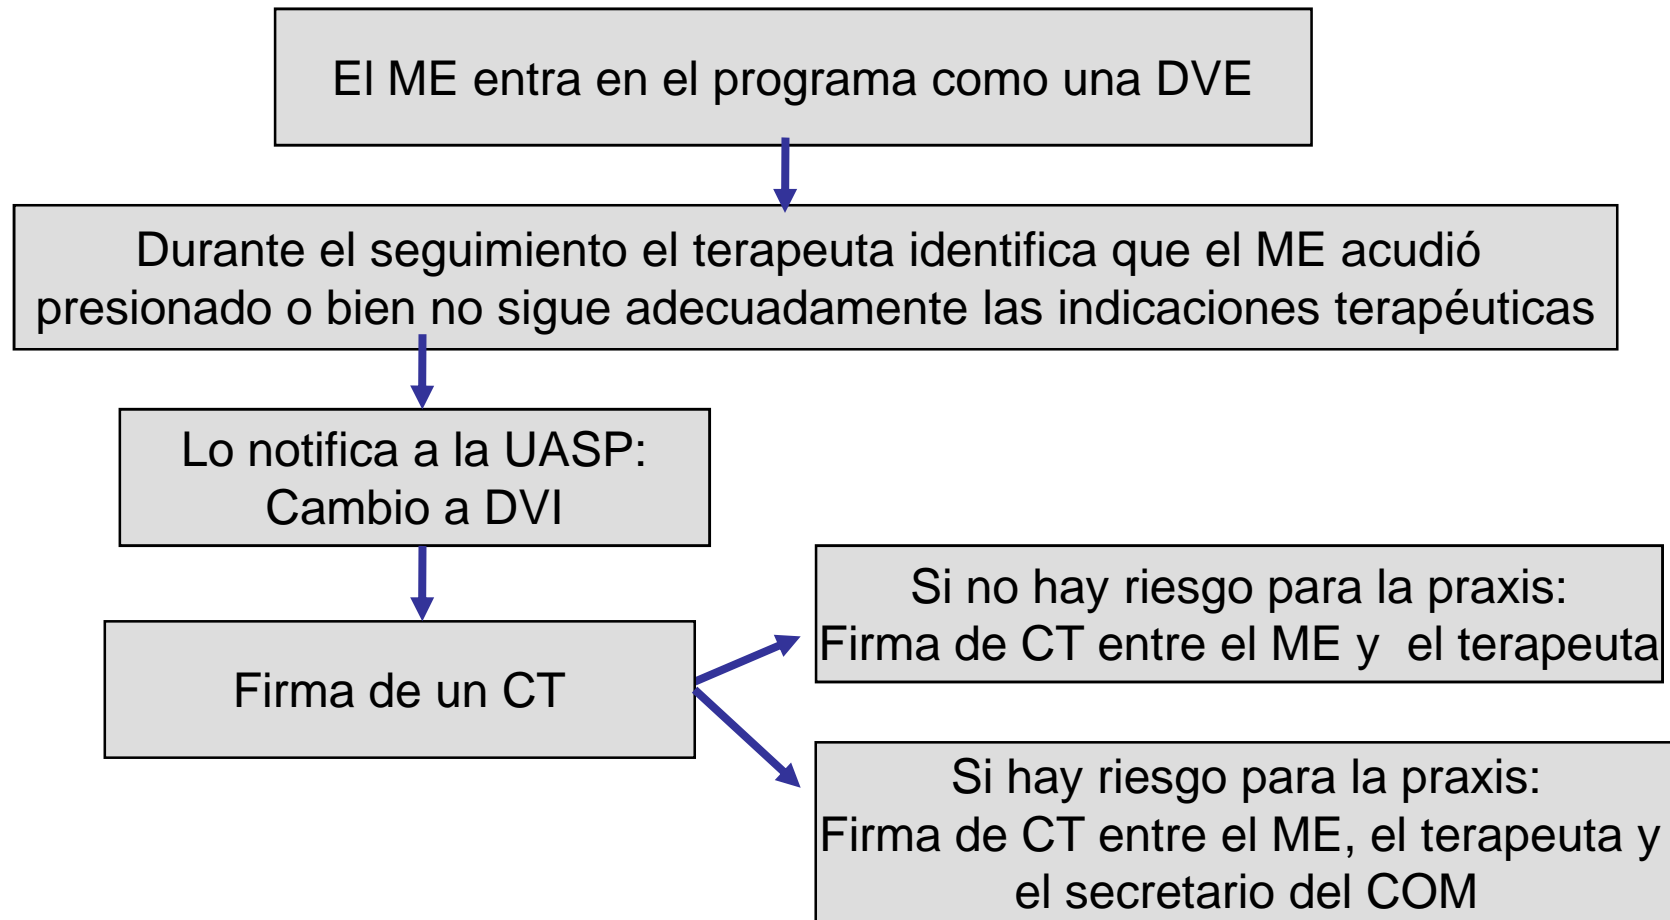 El ME entra en el programa como una DVE
Durante el seguimiento el terapeuta identifica que el ME acudió
presionado o bien no sigue adecuadamente las indicaciones terapéuticas
Lo notifica a la UASP:
Cambio a DVI
Firma de un CT
Si no hay riesgo para la praxis:
Firma de CT entre el ME y  el terapeuta
Si hay riesgo para la praxis:
Firma de CT entre el ME, el terapeuta y
el secretario del COM